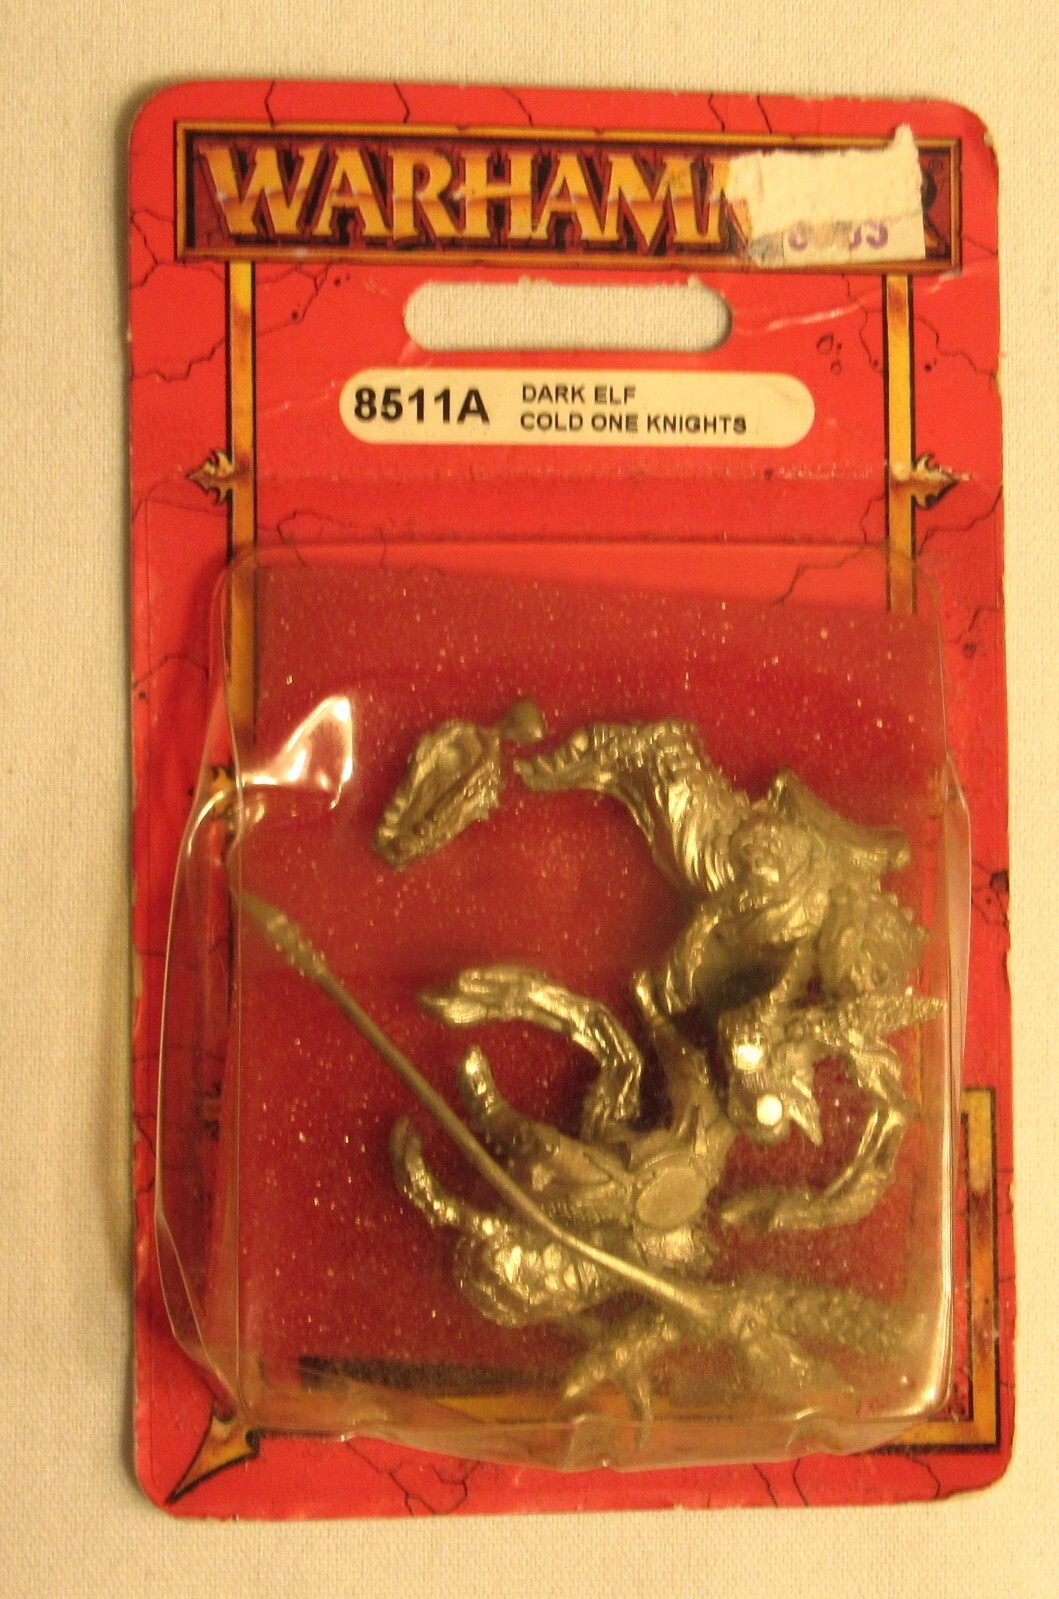 WARHAMM R
8511A DARK ELF
COLD ONE KNIGHTS